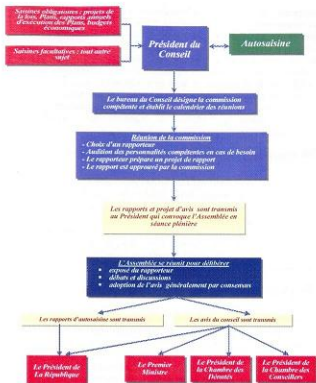 Saisines obligatoires : projets de
la lois, Plans, rapports annuels
d'exécution des Plans, budgets
économiques
Saisines facultatives : tout autre
sujet
Président du
Conseil
Autosaisine
Le bureau du Conseil désigne la commission
compétente et établit le calendrier des réunions
Réunion de la commission
- Choix d'un rapporteur
- Audition des personnalités compétentes en cas de besoin
- Le rapporteur prépare un projet de rapport
- Le rapport est approuvé par la commission
Les rapports et projet d'avis sont transmis
au Président qui convoque l'Assemblée en
séance plénière
L'Assemblée se réunit pour délibérer
• exposé du rapporteur
• débats et discussions
• adoption de l'avis généralement par consensus
Les rapports d'autosaisine sont transmis
Les avis du conseil sont transmis
Le Président de
La République
Le Premier
Ministre
Le Président de
la Chambre des
Députés
Le Président de la
Chambre des
Conseillers